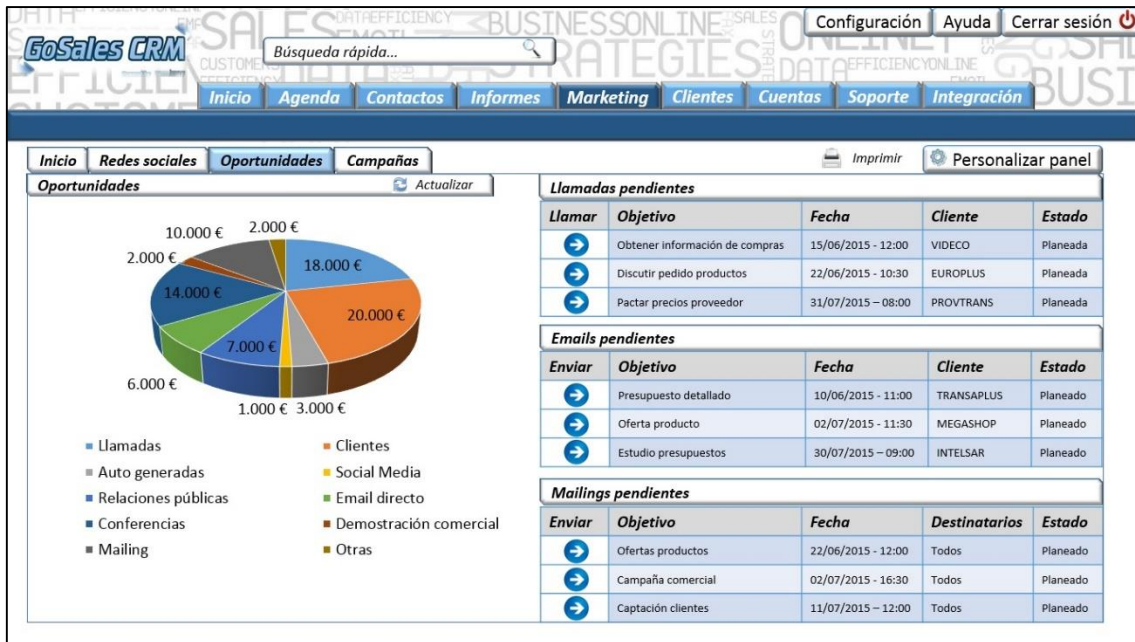 GoSales CRM
Búsqueda rápida...
Configuración Ayuda Cerrar sesión
Inicio Agenda Contactos Informes Marketing Clientes Cuentas Soporte Integración
Inicio Redes sociales Oportunidades Campañas
Imprimir Personalizar panel
Oportunidades Actualizar
18.000 €
20.000 €
3.000 €
1.000 €
7.000 €
6.000 €
14.000 €
2.000 €
10.000 €
2.000 €
Llamadas Clientes
Auto generadas Social Media
Relaciones públicas Email directo
Conferencias Demostración comercial
Mailing Otras
Llamadas pendientes
Llamar Objetivo Fecha Cliente Estado
Obtener información de compras 15/06/2015 - 12:00 VIDECO Planeada
Discutir pedido productos 22/06/2015 - 10:30 EUROPLUS Planeada
Pactar precios proveedor 31/07/2015 – 08:00 PROVTRANS Planeada
Emails pendientes
Enviar Objetivo Fecha Cliente Estado
Presupuesto detallado 10/06/2015 - 11:00 TRANSAPLUS Planeado
Oferta producto 02/07/2015 - 11:30 MEGASHOP Planeado
Estudio presupuestos 30/07/2015 – 09:00 INTELSAR Planeado
Mailings pendientes
Enviar Objetivo Fecha Destinatarios Estado
Ofertas productos 22/06/2015 - 12:00 Todos Planeado
Campaña comercial 02/07/2015 - 16:30 Todos Planeado
Captación clientes 11/07/2015 – 12:00 Todos Planeado